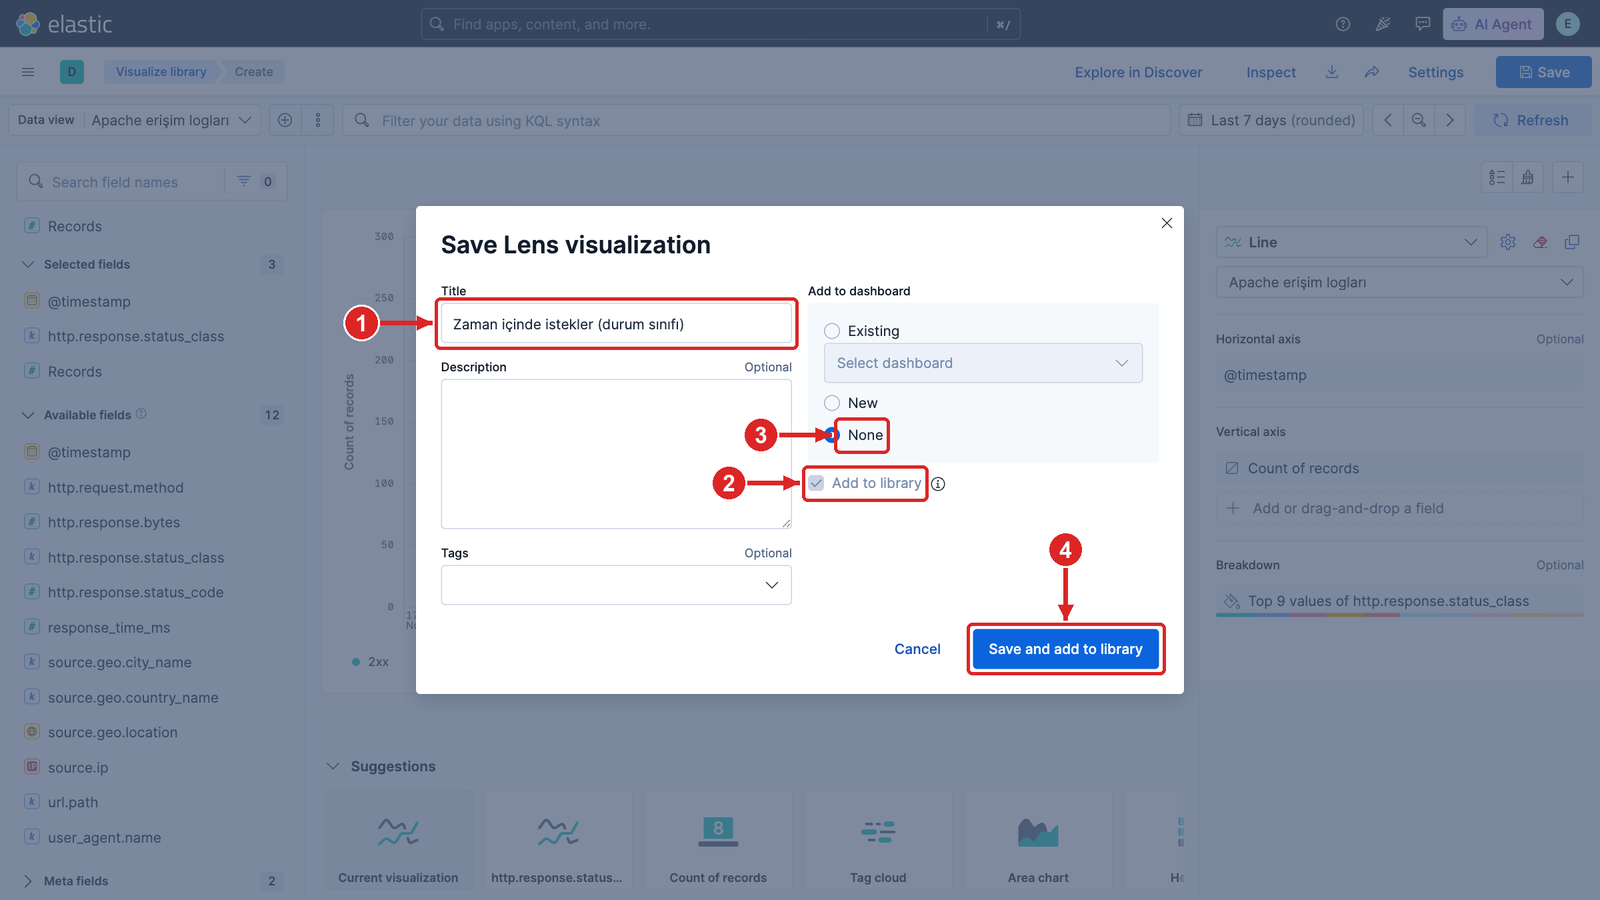 elastic
Find apps, content, and more.
⌘/
AI Agent
E
D
Visualize library
Create
Explore in Discover
Inspect
Settings
Save
Data view
Apache erişim logları
Filter your data using KQL syntax
Last 7 days (rounded)
Refresh
Search field names
0
Records
Selected fields
3
@timestamp
http.response.status_class
Records
Available fields
12
@timestamp
http.request.method
http.response.bytes
http.response.status_class
http.response.status_code
response_time_ms
source.geo.city_name
source.geo.country_name
source.geo.location
source.ip
url.path
user_agent.name
Meta fields
2
300
250
200
150
100
50
0
Count of records
2xx
Save Lens visualization
Title
1
Zaman içinde istekler (durum sınıfı)
Description
Optional
Tags
Optional
Add to dashboard
Existing
Select dashboard
New
3
None
2
Add to library
4
Cancel
Save and add to library
Suggestions
Current visualization
http.response.status...
8
Count of records
Tag cloud
Area chart
Line
Apache erişim logları
Horizontal axis
Optional
@timestamp
Vertical axis
Count of records
Add or drag-and-drop a field
Breakdown
Optional
Top 9 values of http.response.status_class